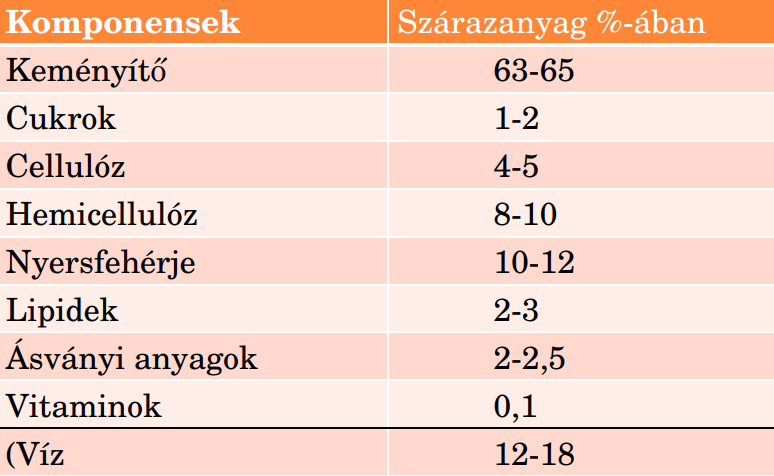 Komponensek Szárazanyag %-ában
Keményítő 63-65
Cukrok 1-2
Cellulóz 4-5
Hemicellulóz 8-10
Nyersfehérje 10-12
Lipidek 2-3
Ásványi anyagok 2-2,5
Vitaminok 0,1
(Víz 12-18